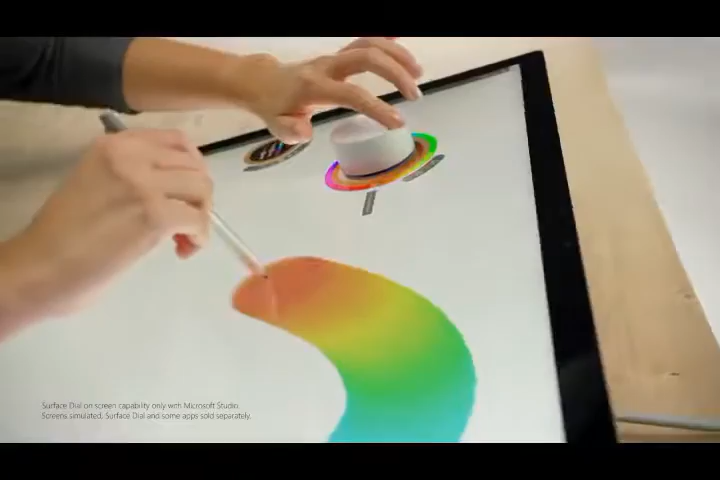 Surface Dial on screen capability only with Microsoft Studio.
Screens simulated. Surface Dial and some apps sold separately.